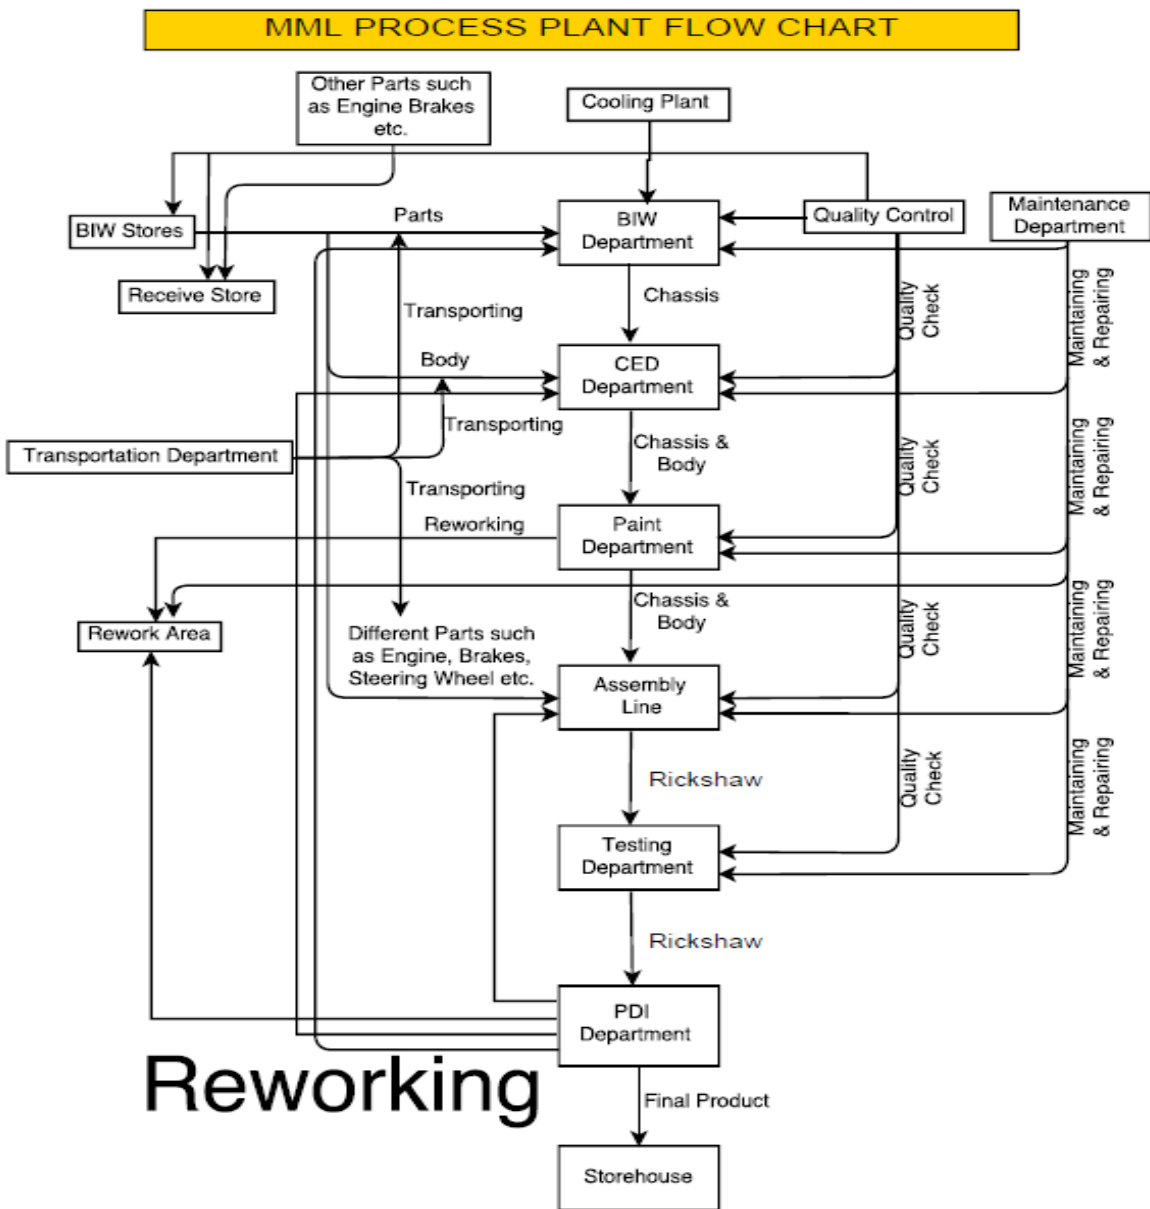 MML PROCESS PLANT FLOW CHART
Other Parts such
as Engine Brakes
etc.
Cooling Plant
BIW Stores
Parts
BIW
Department
Quality Control
Maintenance
Department
Receive Store
Transporting
Chassis
Quality
Check
Maintaining
& Repairing
Body
CED
Department
Transporting
Transportation Department
Chassis &
Body
Quality
Check
Maintaining
& Repairing
Transporting
Reworking
Paint
Department
Rework Area
Different Parts such
as Engine, Brakes,
Steering Wheel etc.
Chassis &
Body
Quality
Check
Maintaining
& Repairing
Assembly
Line
Rickshaw
Quality
Check
Maintaining
& Repairing
Testing
Department
Rickshaw
PDI
Department
Reworking
Final Product
Storehouse